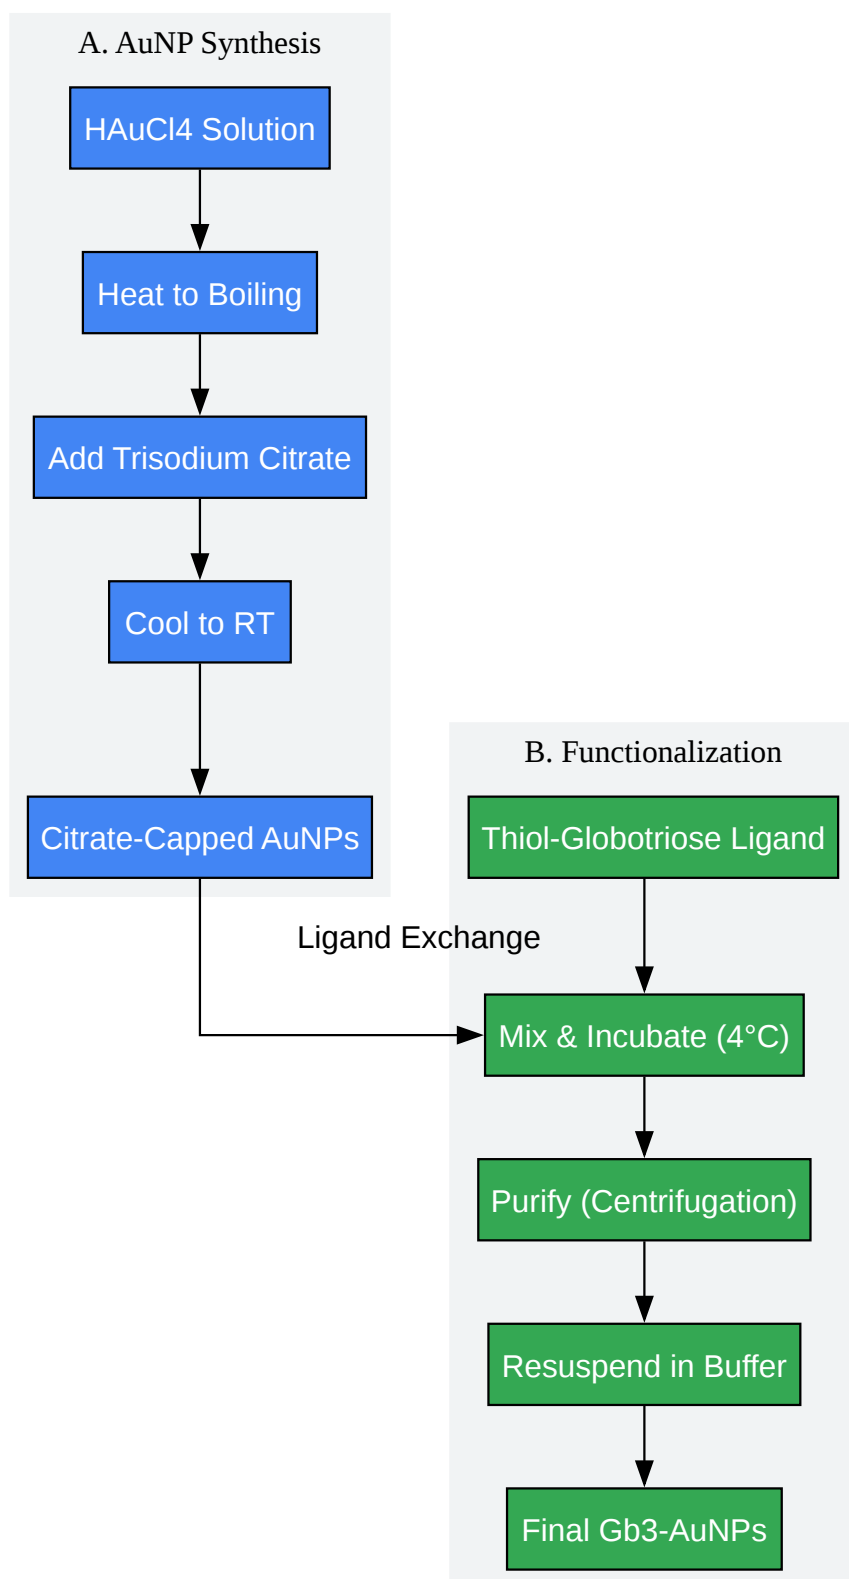 A. AuNP Synthesis
HAuCl4 Solution
Heat to Boiling
Add Trisodium Citrate
Cool to RT
Citrate-Capped AuNPs
Ligand Exchange
B. Functionalization
Thiol-Globotriose Ligand
Mix & Incubate (4°C)
Purify (Centrifugation)
Resuspend in Buffer
Final Gb3-AuNPs